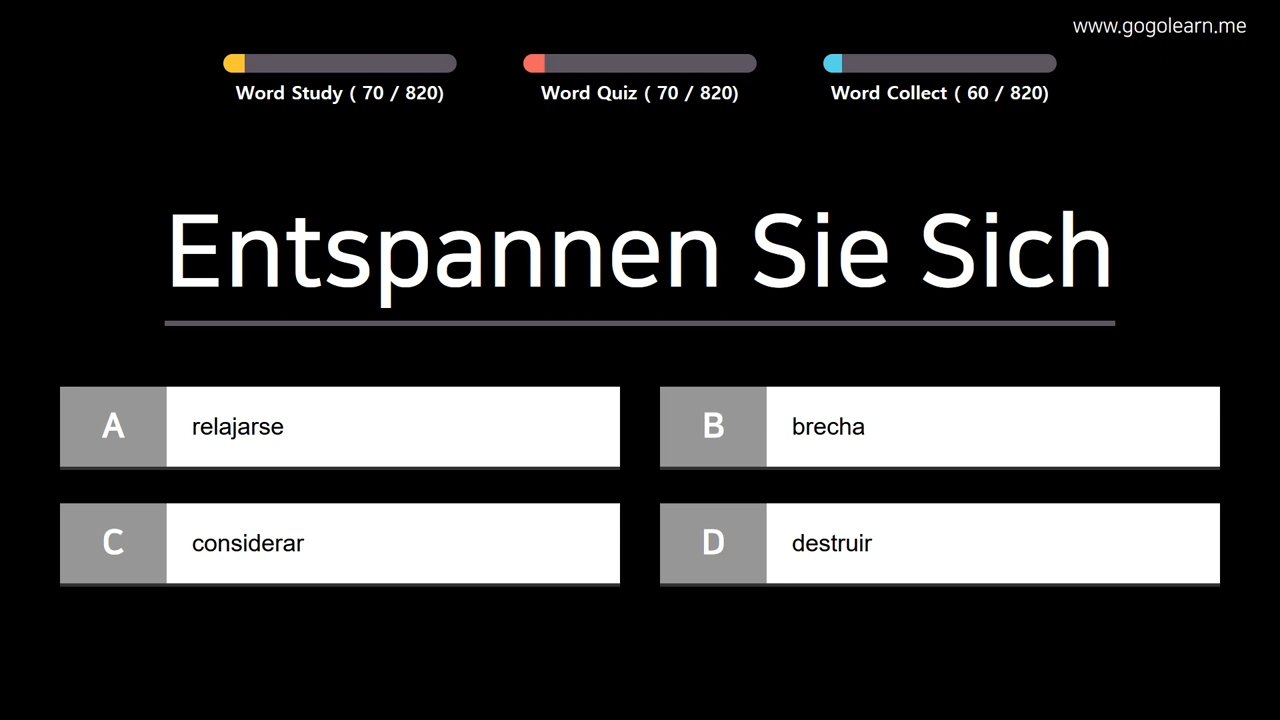 www.gogolearn.me
Word Study ( 70 / 820)
Word Quiz ( 70 / 820)
Word Collect ( 60 / 820)
Entspannen Sie Sich
A relajarse
B brecha
C considerar
D destruir